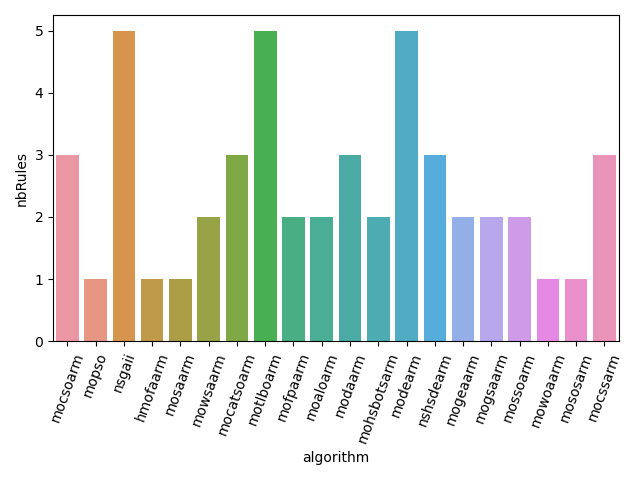 5
4
3
2
1
0
nbRules
mocsoarm
mopso
nsgaii
hmofaarm
mosaarm
mowsaarm
mocatsoarm
motlboarm
mofpaarm
moaloarm
modaarm
mohsbotsarm
modearm
nshsdearm
mogeaarm
mogsaarm
mossoarm
mowoaarm
mososarm
mocssarm
algorithm